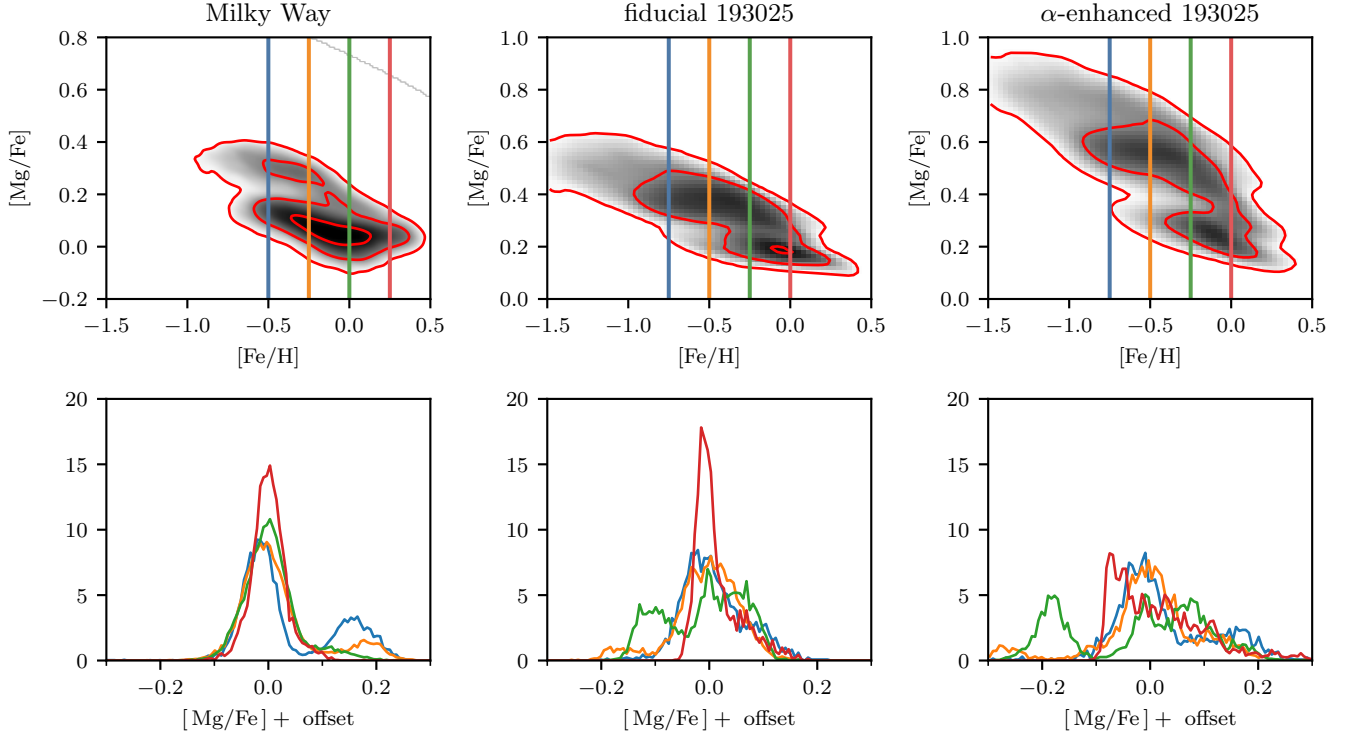 Milky Way
fiducial 193025
α-enhanced 193025
0.8
0.6
0.4
0.2
0.0
−0.2
[Mg/Fe]
−1.5 −1.0 −0.5 0.0 0.5
[Fe/H]
1.0
0.8
0.6
0.4
0.2
0.0
[Mg/Fe]
−1.5 −1.0 −0.5 0.0 0.5
[Fe/H]
1.0
0.8
0.6
0.4
0.2
0.0
[Mg/Fe]
−1.5 −1.0 −0.5 0.0 0.5
[Fe/H]
20
15
10
5
0
−0.2 0.0 0.2
[Mg/Fe] + offset
20
15
10
5
0
−0.2 0.0 0.2
[Mg/Fe] + offset
20
15
10
5
0
−0.2 0.0 0.2
[Mg/Fe] + offset